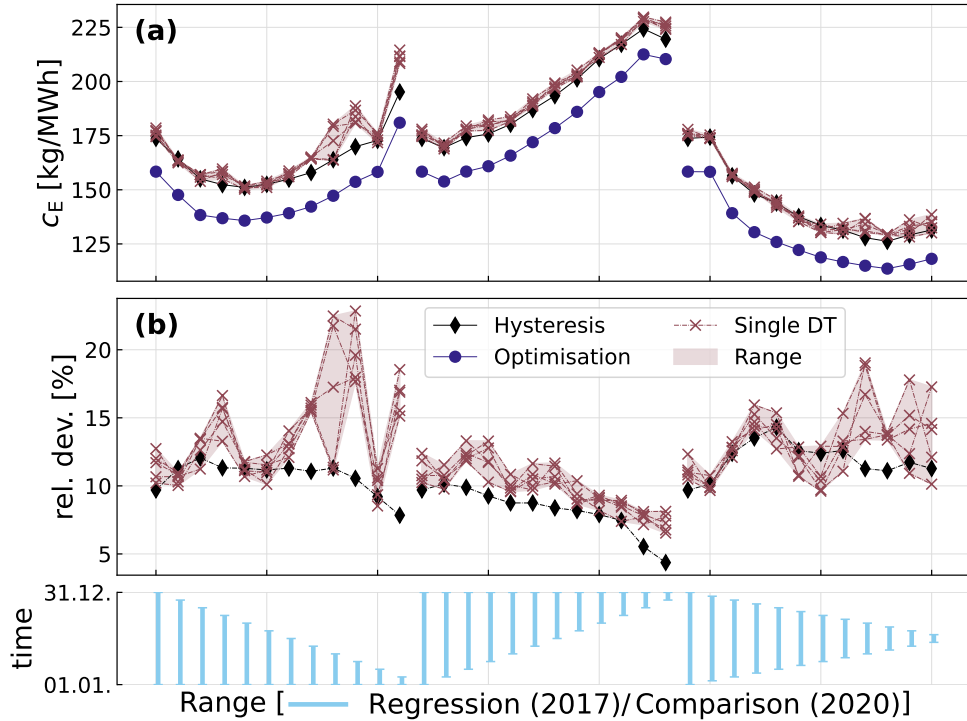 (a)
225
200
175
150
125
c_E [kg/MWh]
(b)
Hysteresis
Optimisation
Single DT
Range
20
15
10
5
rel. dev. [%]
31.12.
01.01.
time
Range [ Regression (2017)/Comparison (2020)]